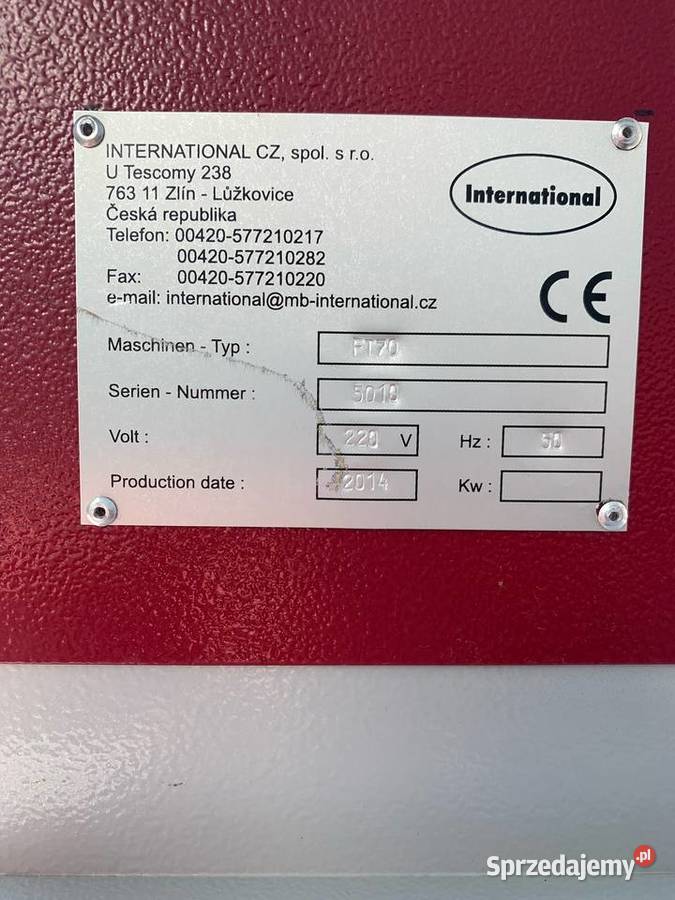 INTERNATIONAL CZ, spol. s r.o.
U Tescomy 238
763 11 Zlín - Lůžkovice
Česká republika
Telefon: 00420-577210217
00420-577210282
Fax: 00420-577210220
e-mail: international@mb-international.cz
International
CE
Maschinen - Typ : FT70
Serien - Nummer : 5010
Volt : 220 V Hz : 50
Production date : 2014 Kw :
Sprzedajemy.pl